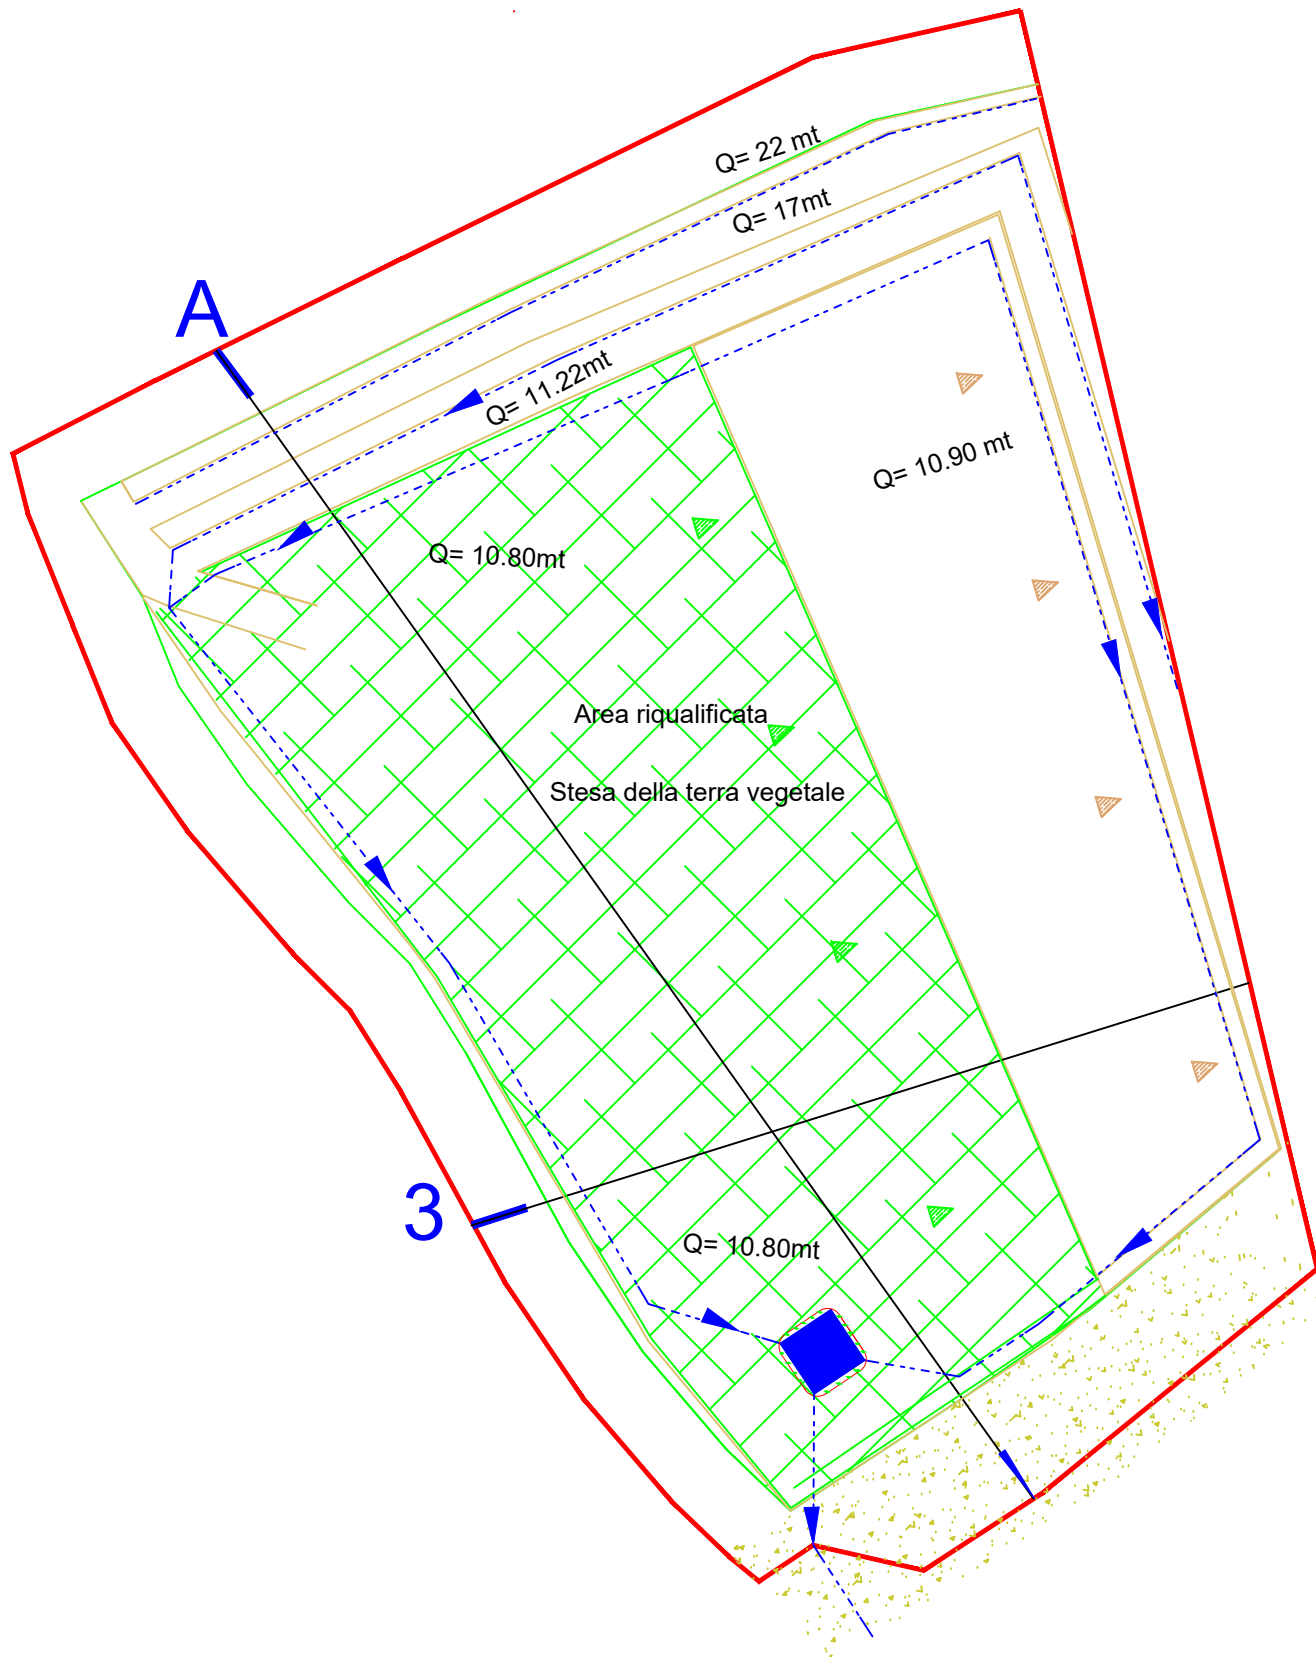 Q= 22 mt
Q= 17mt
A
Q= 11.22mt
Q= 10.90 mt
Q= 10.80mt
Area riqualificata
Stesa della terra vegetale
3
Q= 10.80mt